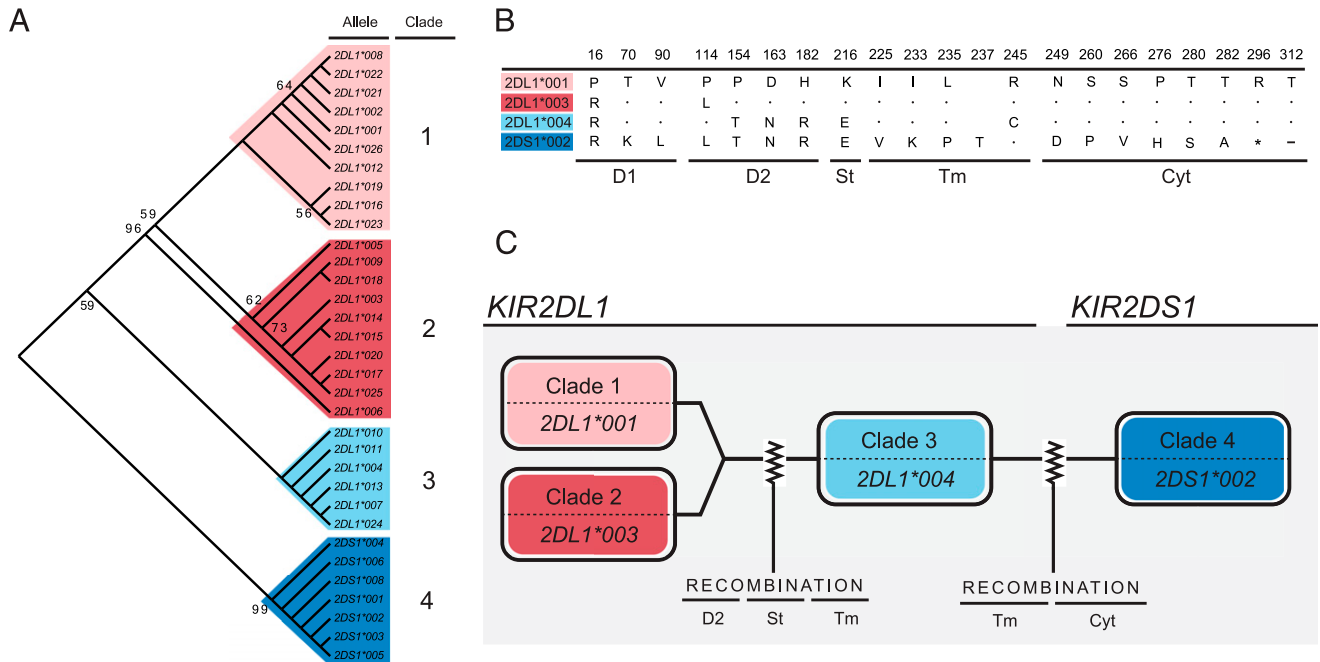 A
Allele Clade
2DL1*008
2DL1*022
2DL1*021
2DL1*002
2DL1*001
2DL1*026
2DL1*012
2DL1*019
2DL1*016
2DL1*023
1
64
56
59
96
2DL1*005
2DL1*009
2DL1*018
2DL1*003
2DL1*014
2DL1*015
2DL1*020
2DL1*017
2DL1*025
2DL1*006
2
62
73
59
2DL1*010
2DL1*011
2DL1*004
2DL1*013
2DL1*007
2DL1*024
3
2DS1*004
2DS1*006
2DS1*008
2DS1*001
2DS1*002
2DS1*003
2DS1*005
4
99
B
16 70 90 114 154 163 182 216 225 233 235 237 245 249 260 266 276 280 282 296 312
2DL1*001 P T V P P D H K I I L R N S S P T T R T
2DL1*003 R · · L · · · · · · · · · · · · · · · ·
2DL1*004 R · · · T N R E · · · C · · · · · · · ·
2DS1*002 R K L L T N R E V K P T · D P V H S A * –
D1 D2 St Tm Cyt
C
KIR2DL1 KIR2DS1
Clade 1
2DL1*001
Clade 2
2DL1*003
Clade 3
2DL1*004
Clade 4
2DS1*002
RECOMBINATION
D2 St Tm
RECOMBINATION
Tm Cyt